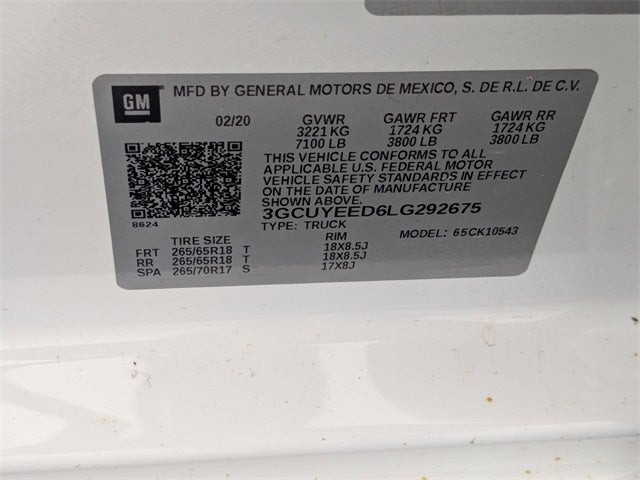 GM MFD BY GENERAL MOTORS DE MEXICO, S. DE R.L. DE C.V.
02/20 GVWR GAWR FRT GAWR RR
3221 KG 1724 KG 1724 KG
7100 LB 3800 LB 3800 LB
THIS VEHICLE CONFORMS TO ALL
APPLICABLE U.S. FEDERAL MOTOR
VEHICLE SAFETY STANDARDS IN EFFECT
ON THE DATE OF MANUFACTURE
SHOWN ABOVE.
3GCUYEED6LG292675
8624 TYPE: TRUCK MODEL: 65CK10543
TIRE SIZE RIM
FRT 265/65R18 T 18X8.5J
RR 265/65R18 T 18X8.5J
SPA 265/70R17 S 17X8J